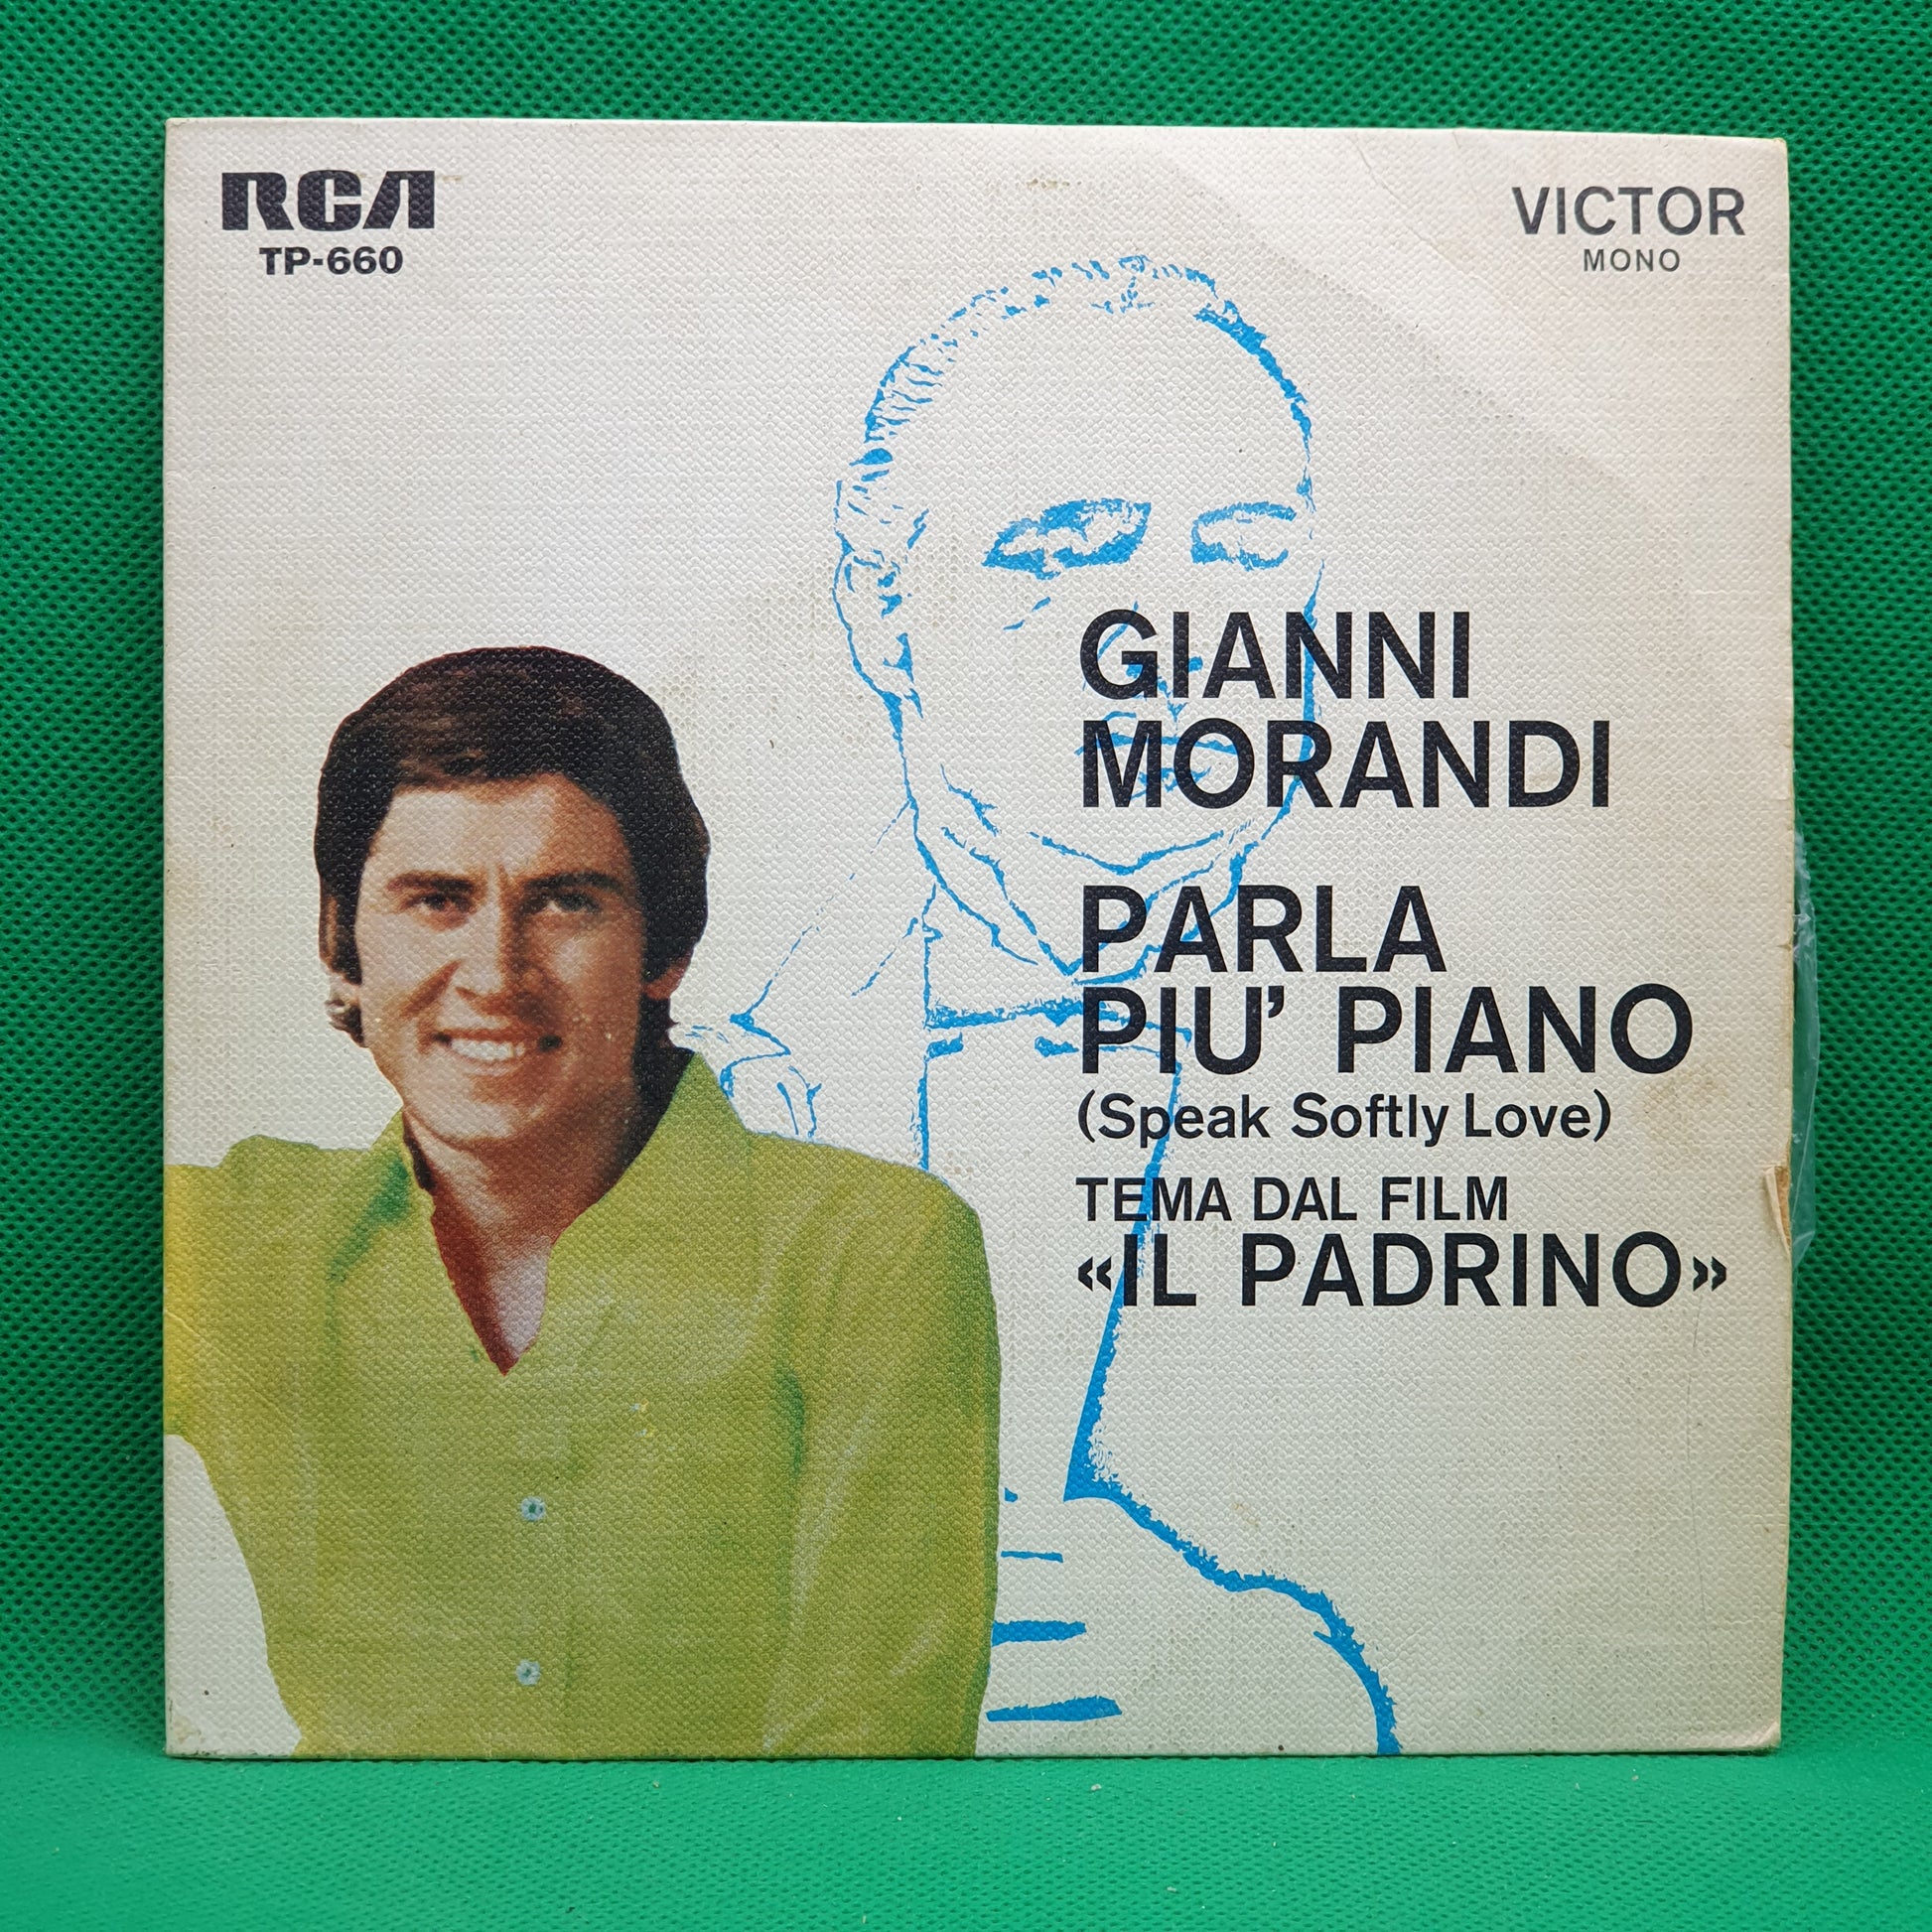 RCA
TP-660
VICTOR
MONO
GIANNI
MORANDI
PARLA
PIU' PIANO
(Speak Softly Love)
TEMA DAL FILM
«IL PADRINO»